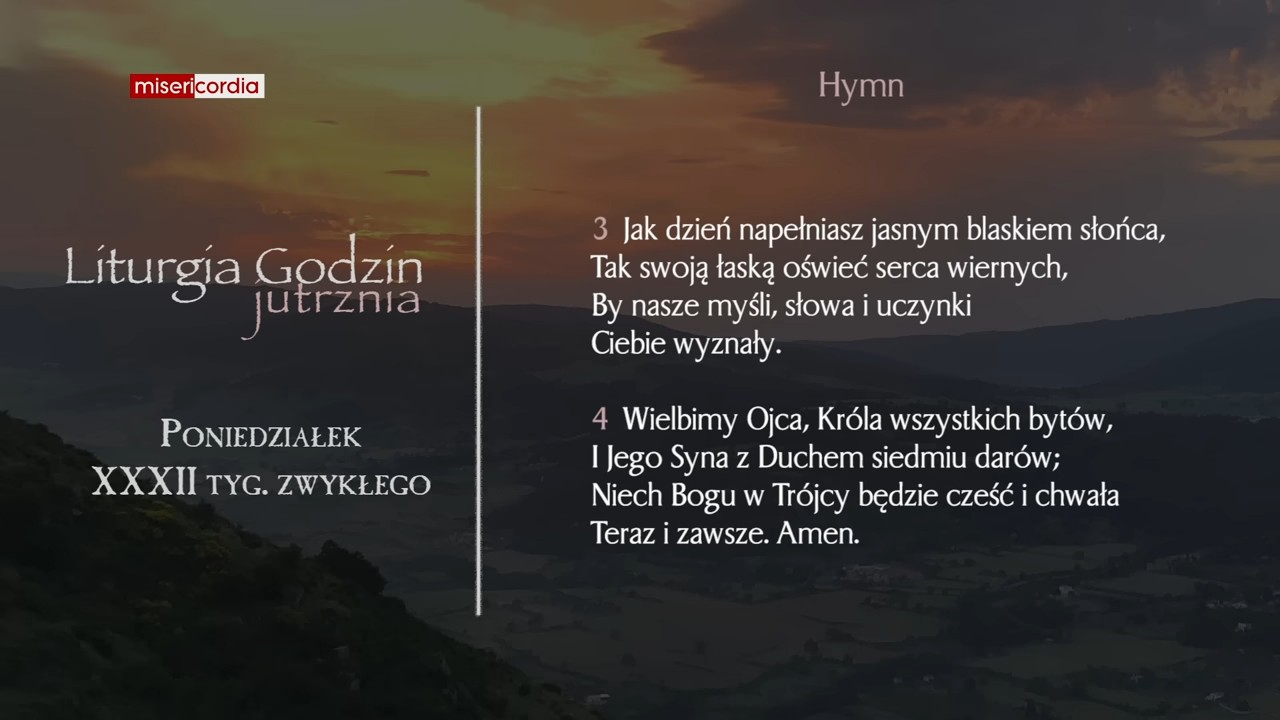 misericordia
Liturgia Godzin
jutrznia
Poniedziałek
XXXII tyg. zwykłego
Hymn
3 Jak dzień napełniasz jasnym blaskiem słońca,
Tak swoją łaską oświeć serca wiernych,
By nasze myśli, słowa i uczynki
Ciebie wyznały.
4 Wielbimy Ojca, Króla wszystkich bytów,
I Jego Syna z Duchem siedmiu darów;
Niech Bogu w Trójcy będzie cześć i chwała
Teraz i zawsze. Amen.